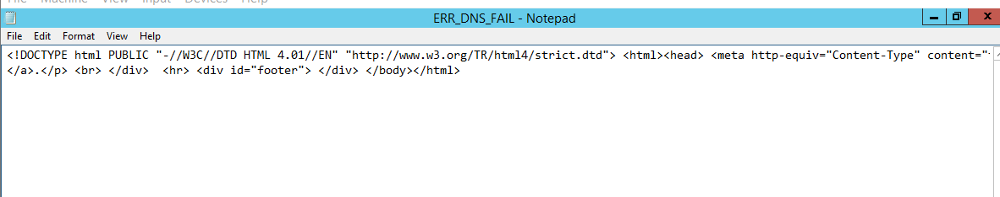 File Machine View Input Devices Help
ERR_DNS_FAIL - Notepad
File Edit Format View Help
<!DOCTYPE html PUBLIC "-//W3C//DTD HTML 4.01//EN" "http://www.w3.org/TR/html4/strict.dtd"> <html><head> <meta http-equiv="Content-Type" content="
</a>.</p> <br> </div>  <hr> <div id="footer"> </div> </body></html>